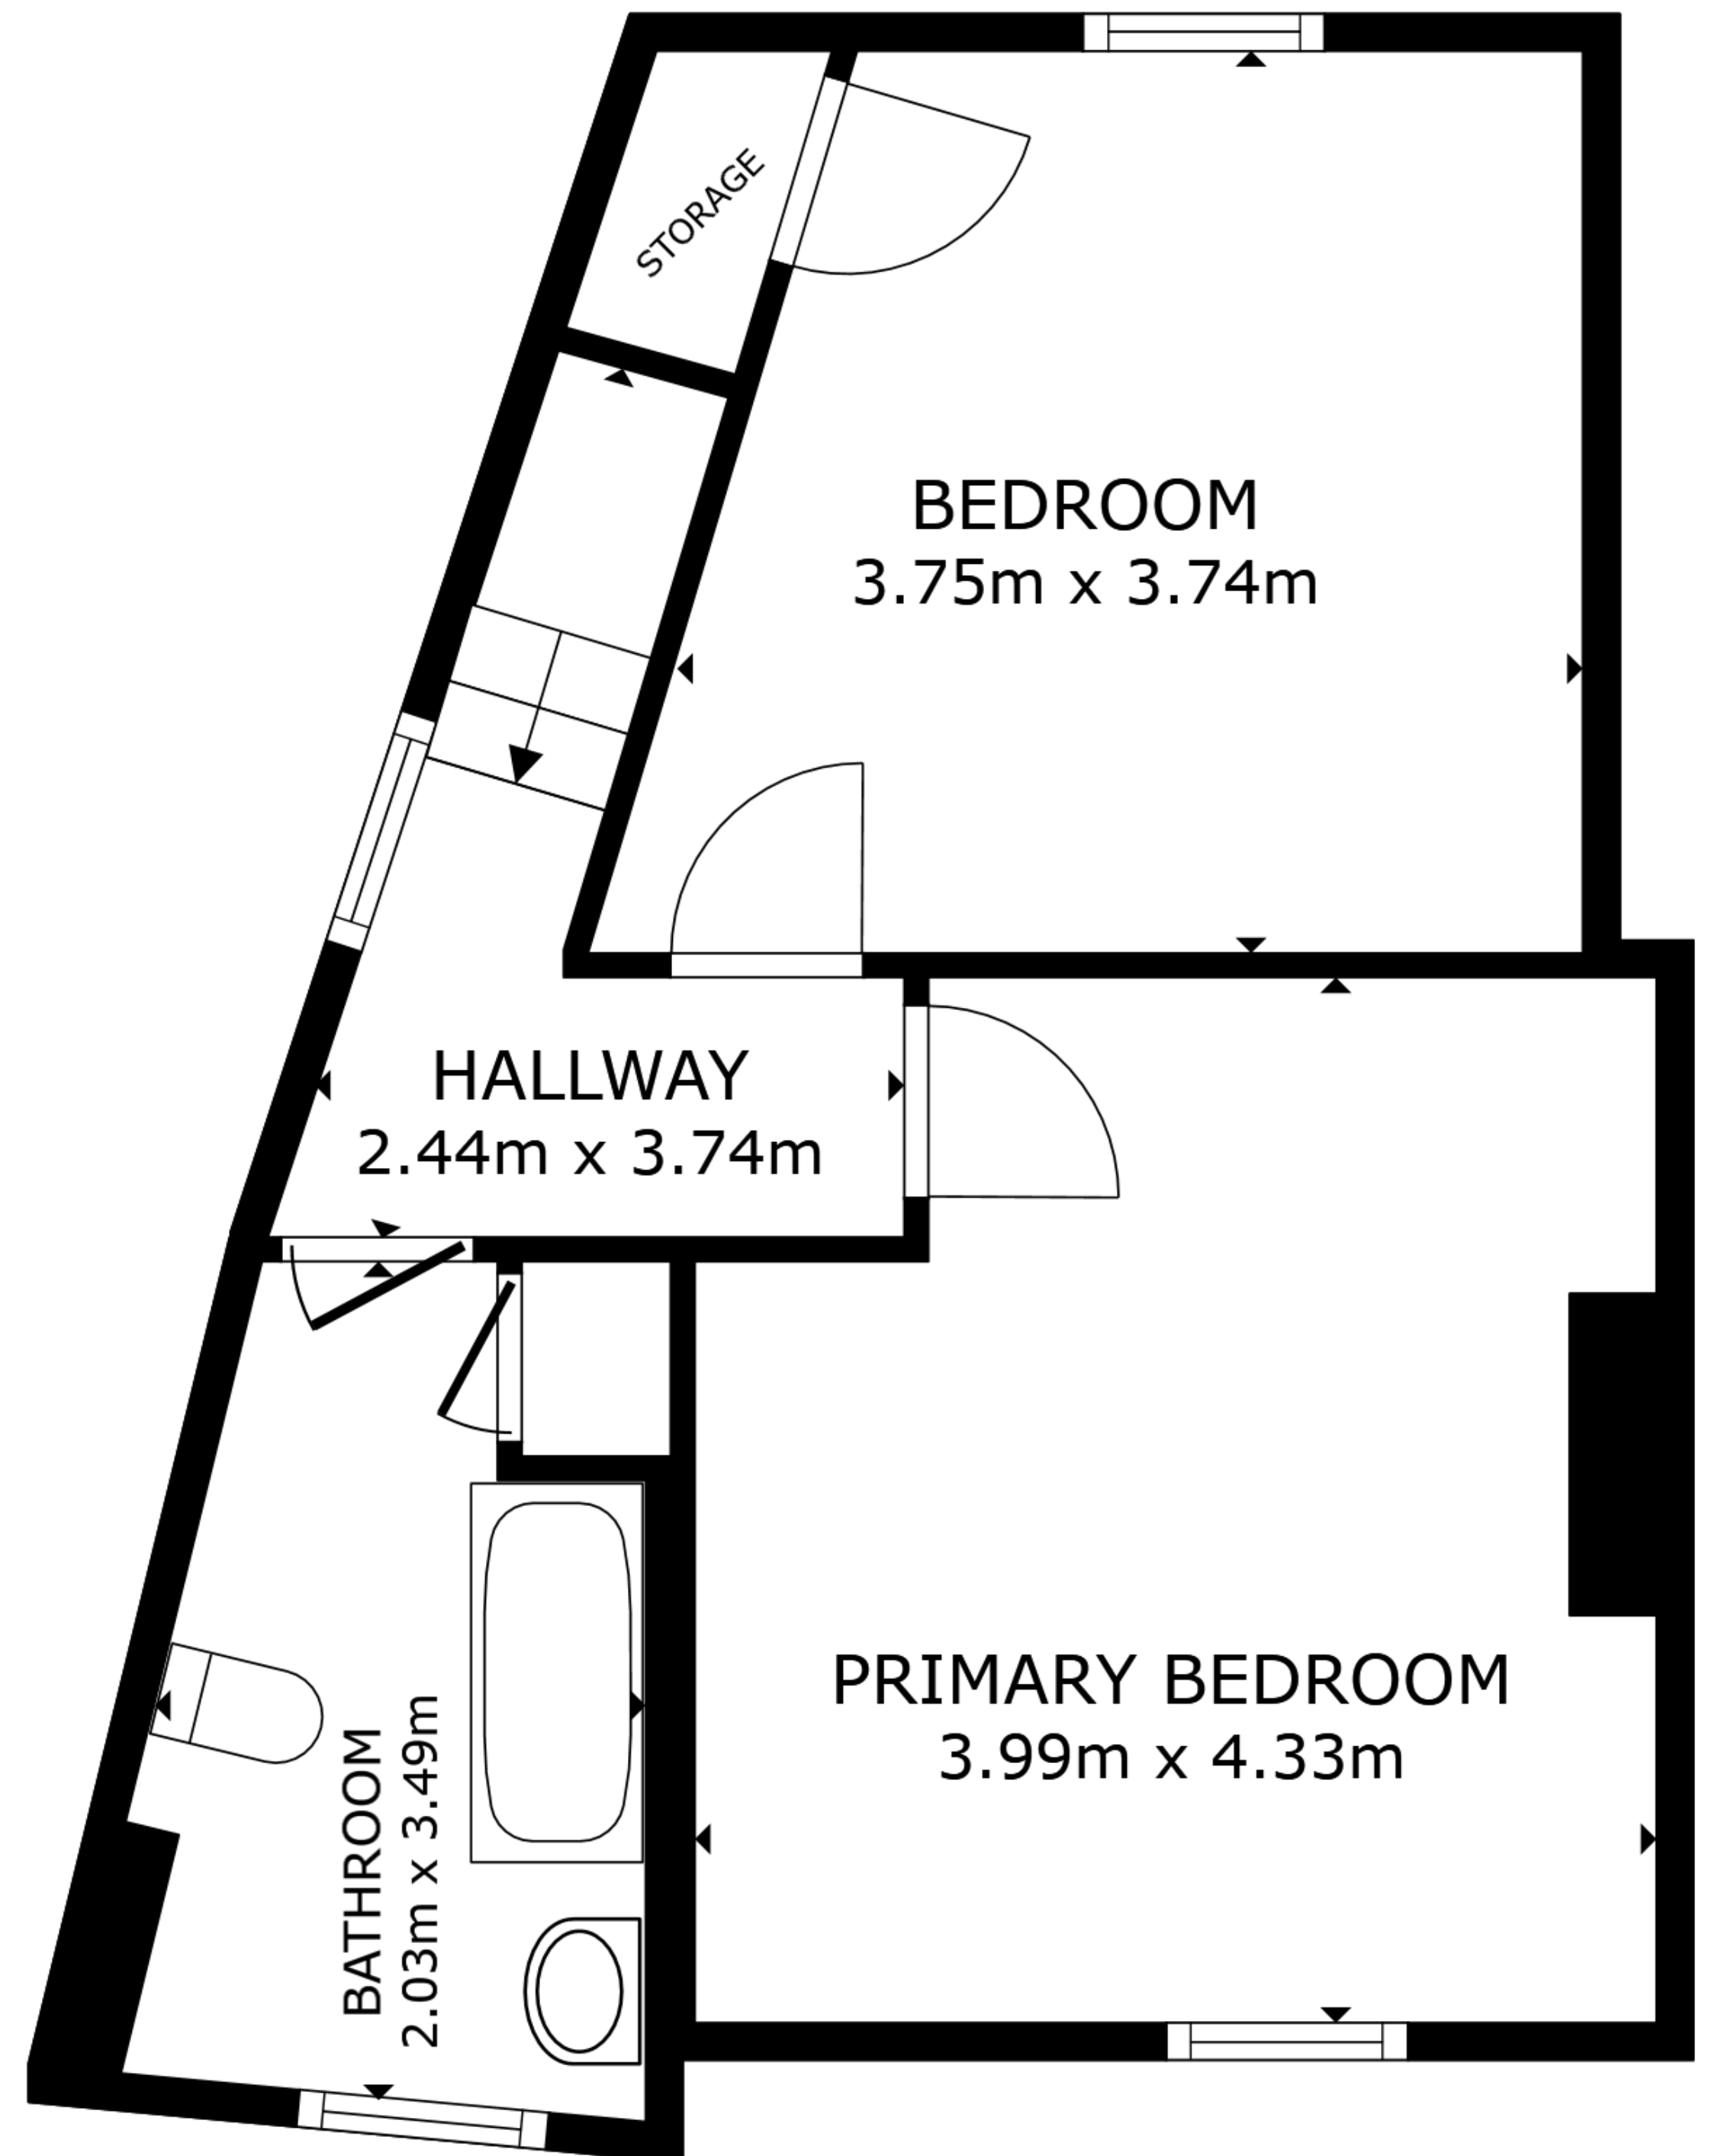 STORAGE
BEDROOM
3.75m x 3.74m
HALLWAY
2.44m x 3.74m
PRIMARY BEDROOM
3.99m x 4.33m
BATHROOM
2.03m x 3.49m